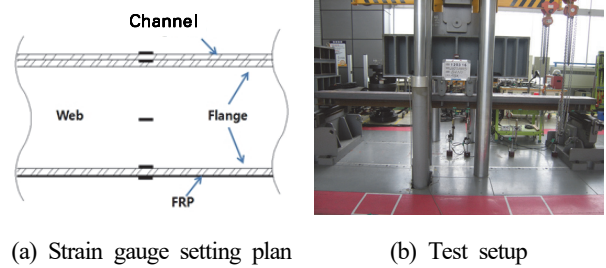 Channel
Web
Flange
FRP
(a) Strain gauge setting plan
(b) Test setup